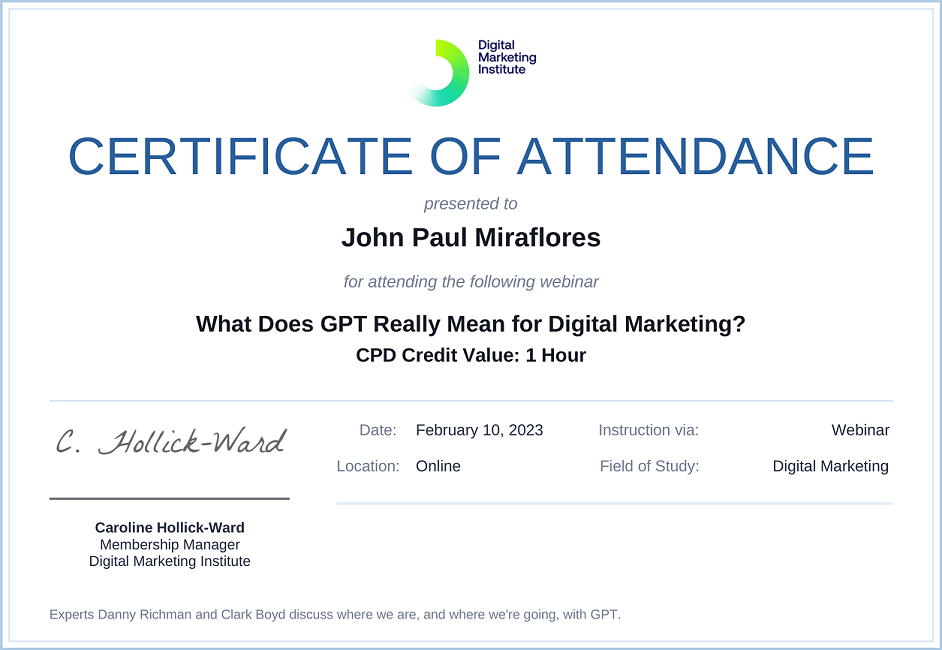 Digital
Marketing
Institute
CERTIFICATE OF ATTENDANCE
presented to
John Paul Miraflores
for attending the following webinar
What Does GPT Really Mean for Digital Marketing?
CPD Credit Value: 1 Hour
C. Hollick-Ward
Caroline Hollick-Ward
Membership Manager
Digital Marketing Institute
Date: February 10, 2023 Instruction via: Webinar
Location: Online Field of Study: Digital Marketing
Experts Danny Richman and Clark Boyd discuss where we are, and where we're going, with GPT.